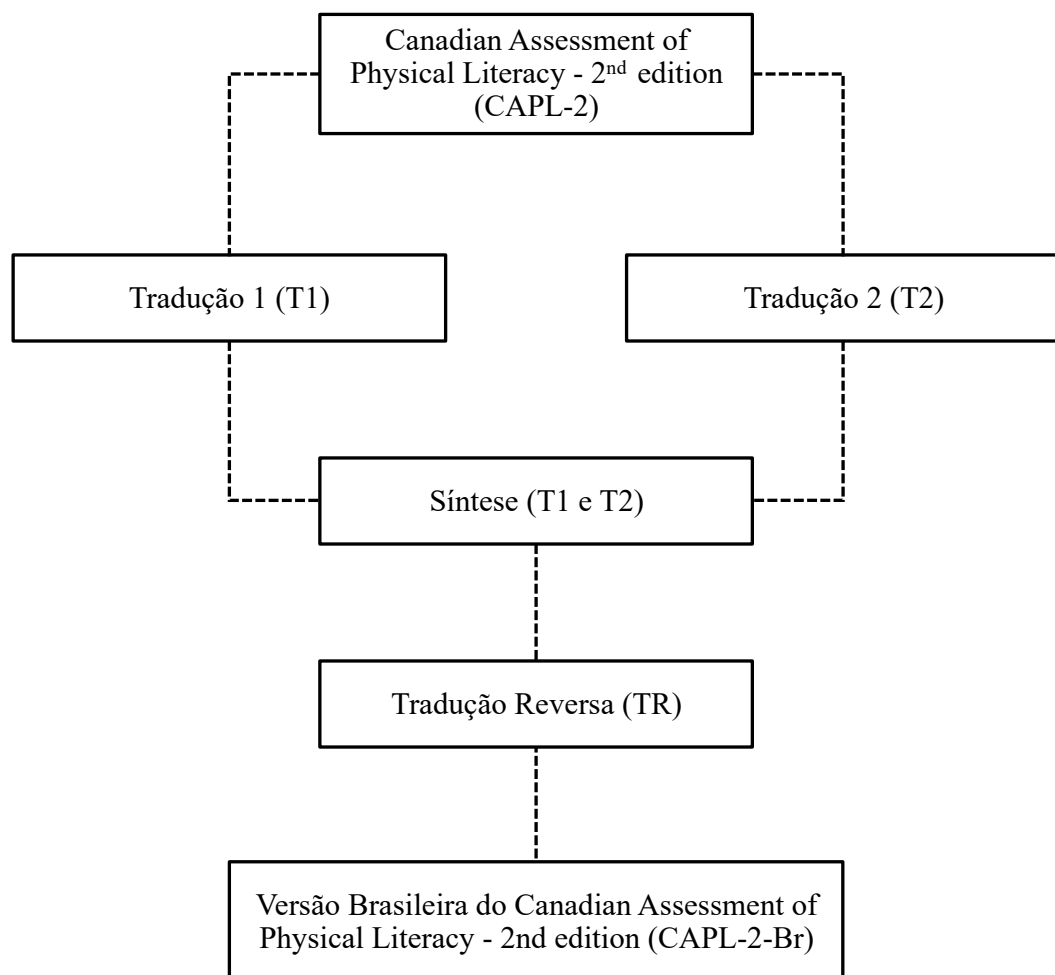 Canadian Assessment of
Physical Literacy - 2nd edition
(CAPL-2)
Tradução 1 (T1)
Tradução 2 (T2)
Síntese (T1 e T2)
Tradução Reversa (TR)
Versão Brasileira do Canadian Assessment of
Physical Literacy - 2nd edition (CAPL-2-Br)